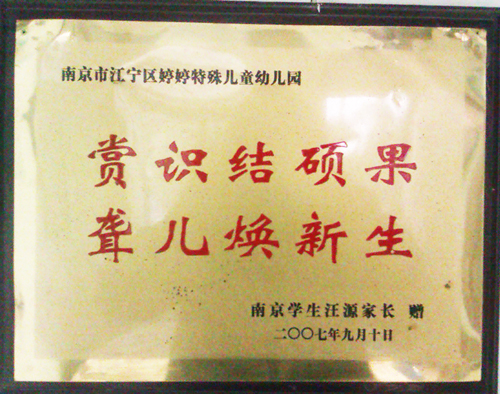 南京市江宁区婷婷特殊儿童幼儿园
赏识结硕果
聋儿焕新生
南京学生汪源家长 赠
二〇〇七年九月十日